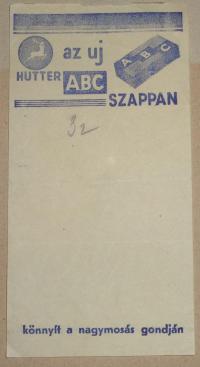 az uj
HUTTER ABC
A B C
SZAPPAN
32
könnyít a nagymosás gondján